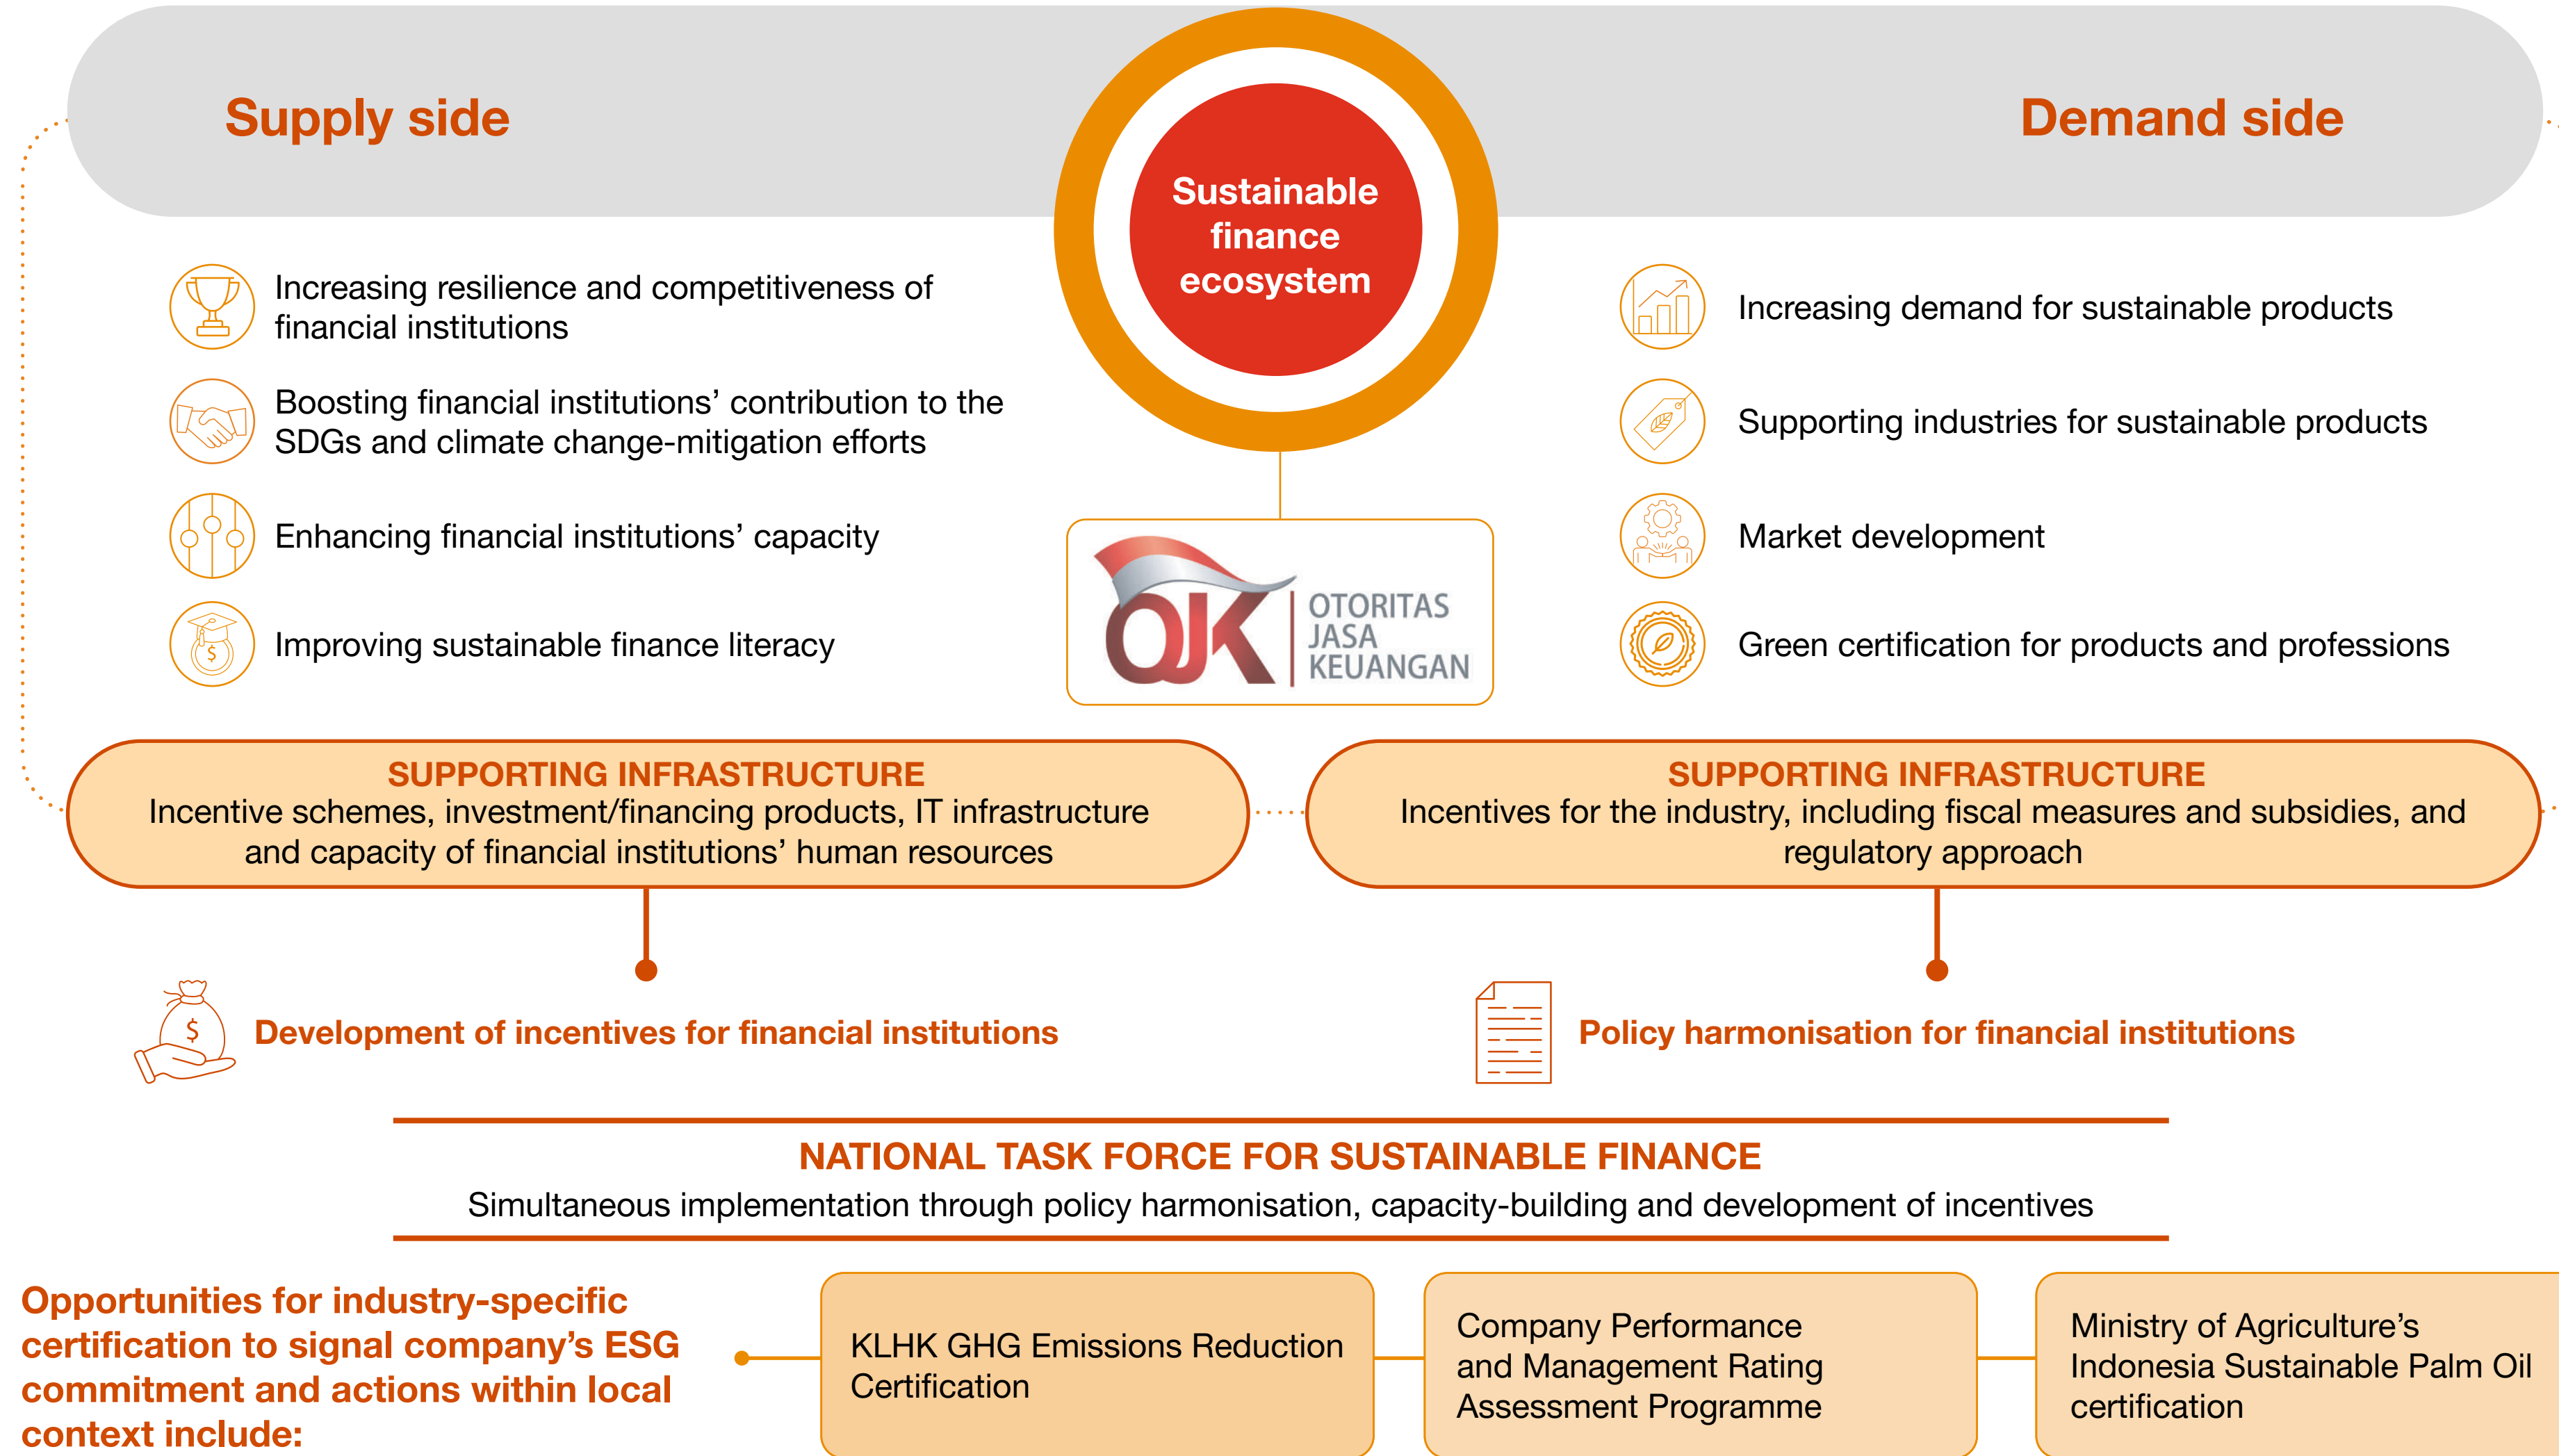 Supply side
Sustainable
finance
ecosystem
Demand side
Increasing resilience and competitiveness of
financial institutions
Boosting financial institutions’ contribution to the
SDGs and climate change-mitigation efforts
Enhancing financial institutions’ capacity
$
Improving sustainable finance literacy
OJK
OTORITAS
JASA
KEUANGAN
Increasing demand for sustainable products
Supporting industries for sustainable products
Market development
Green certification for products and professions
SUPPORTING INFRASTRUCTURE
Incentive schemes, investment/financing products, IT infrastructure
and capacity of financial institutions’ human resources
SUPPORTING INFRASTRUCTURE
Incentives for the industry, including fiscal measures and subsidies, and
regulatory approach
$
Development of incentives for financial institutions
Policy harmonisation for financial institutions
NATIONAL TASK FORCE FOR SUSTAINABLE FINANCE
Simultaneous implementation through policy harmonisation, capacity-building and development of incentives
Opportunities for industry-specific
certification to signal company’s ESG
commitment and actions within local
context include:
KLHK GHG Emissions Reduction
Certification
Company Performance
and Management Rating
Assessment Programme
Ministry of Agriculture’s
Indonesia Sustainable Palm Oil
certification